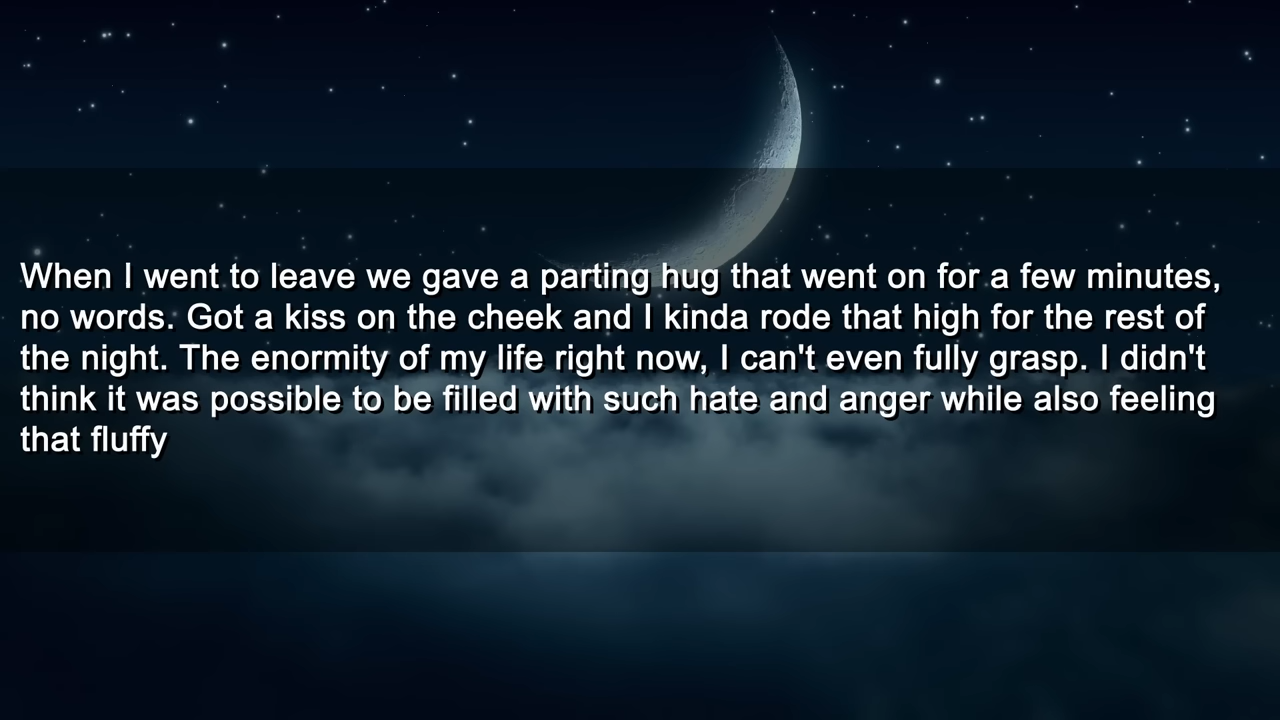 When I went to leave we gave a parting hug that went on for a few minutes,
no words. Got a kiss on the cheek and I kinda rode that high for the rest of
the night. The enormity of my life right now, I can't even fully grasp. I didn't
think it was possible to be filled with such hate and anger while also feeling
that fluffy